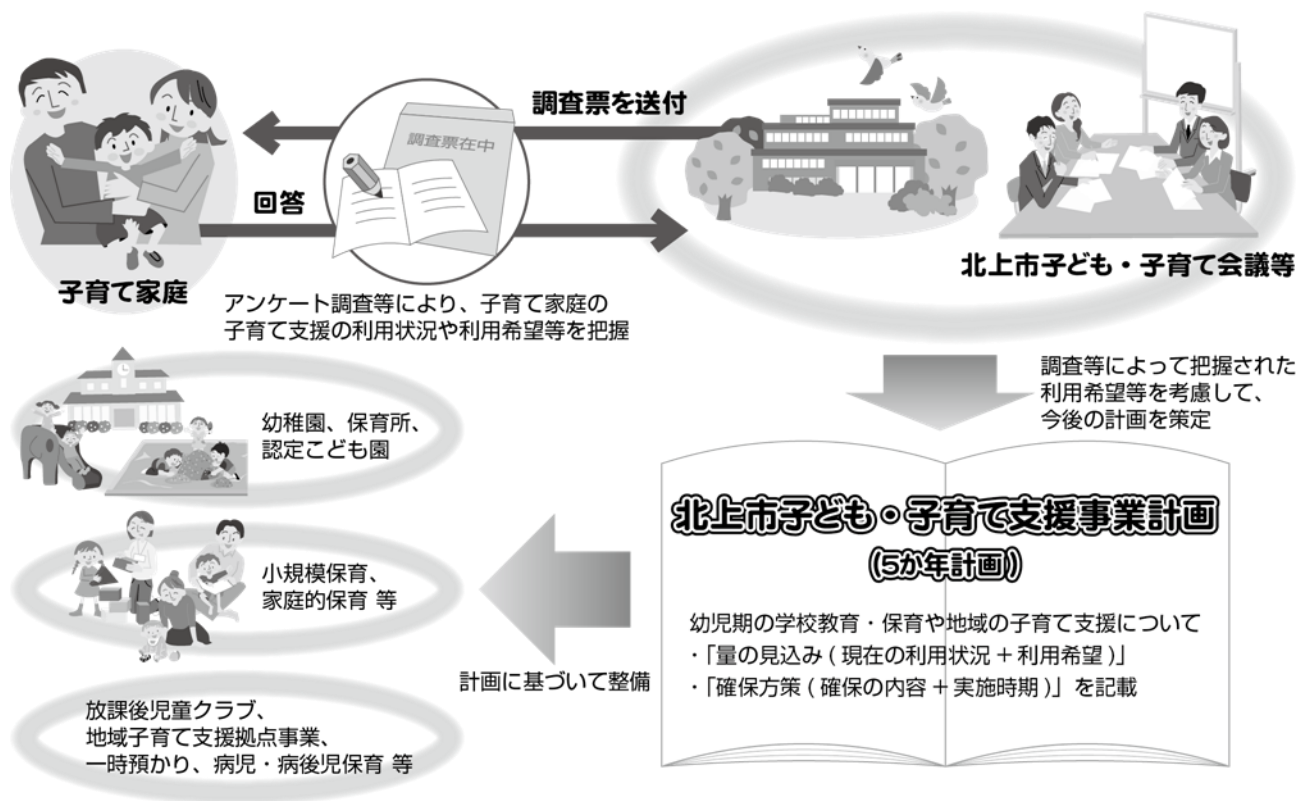 調査票を送付
調査票在中
回答
子育て家庭
北上市子ども・子育て会議等
アンケート調査等により、子育て家庭の
子育て支援の利用状況や利用希望等を把握
調査等によって把握された
利用希望等を考慮して、
今後の計画を策定
北上市子ども・子育て支援事業計画
(5か年計画)
幼児期の学校教育・保育や地域の子育て支援について
・「量の見込み ( 現在の利用状況 + 利用希望 )」
・「確保方策 ( 確保の内容 + 実施時期 )」を記載
計画に基づいて整備
幼稚園、保育所、
認定こども園
小規模保育、
家庭的保育 等
放課後児童クラブ、
地域子育て支援拠点事業、
一時預かり、病児・病後児保育 等